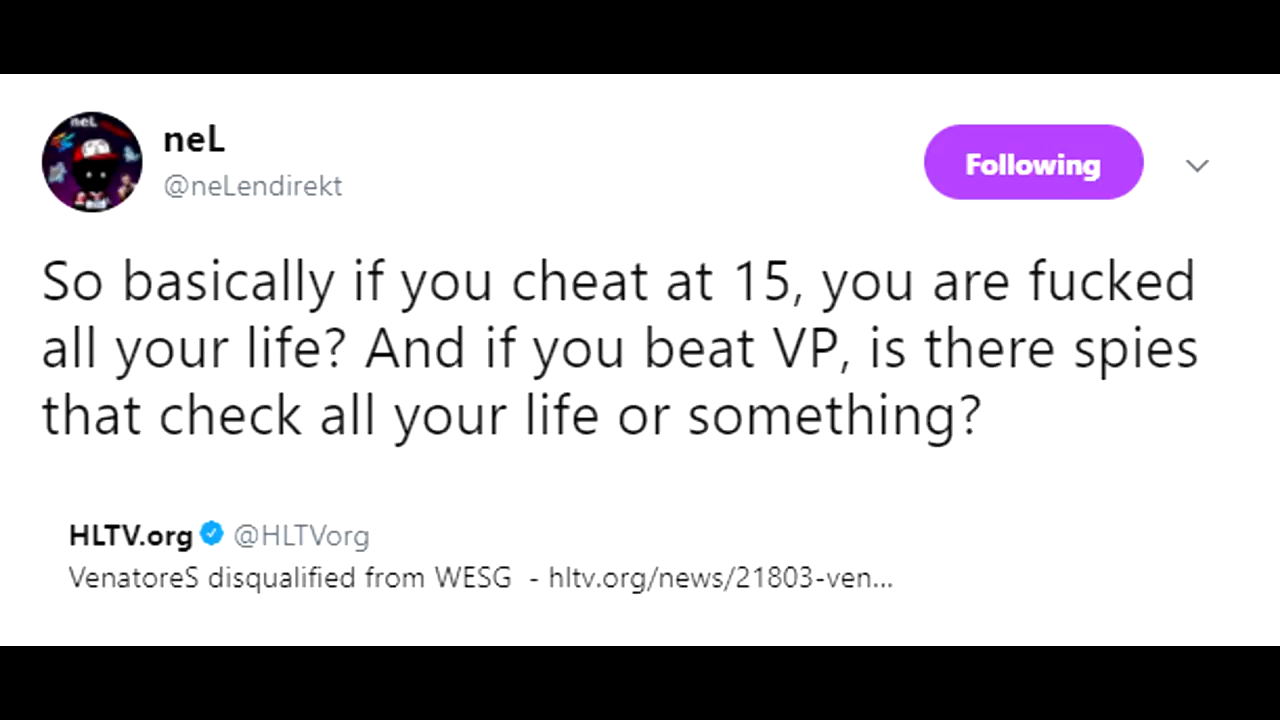 neL
neL
@neLendirekt
Following
So basically if you cheat at 15, you are fucked
all your life? And if you beat VP, is there spies
that check all your life or something?
HLTV.org @HLTVorg
VenatoreS disqualified from WESG - hltv.org/news/21803-ven...